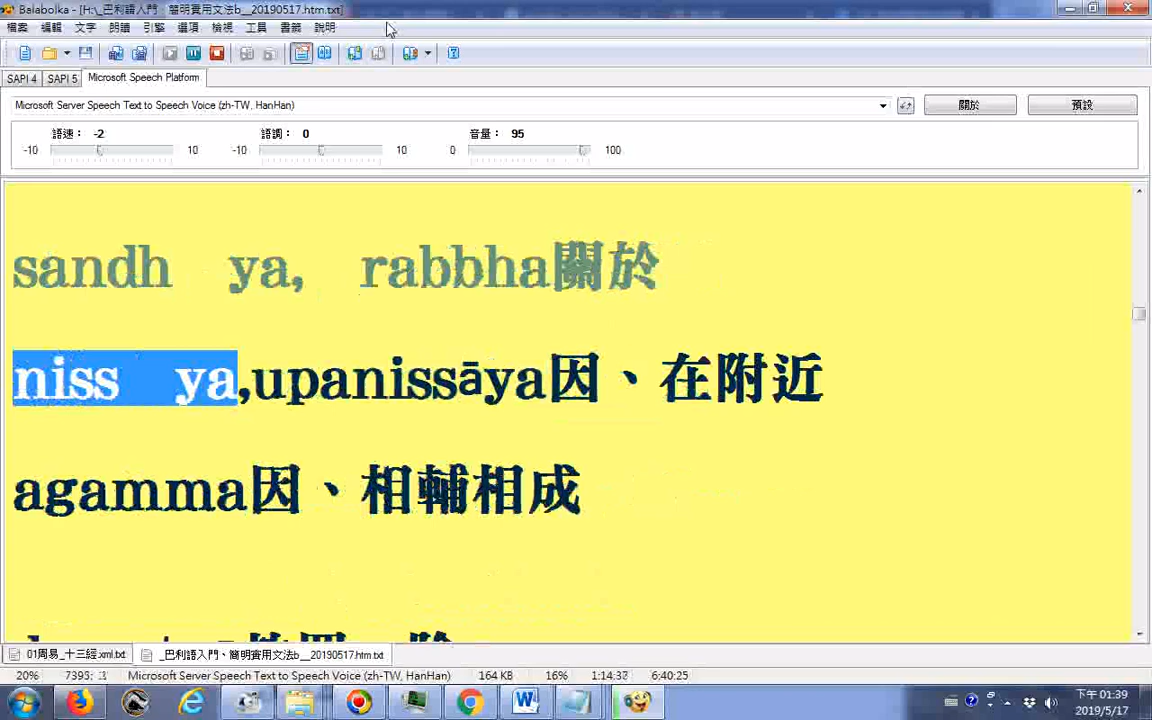 Balabolka - [H:\_巴利語入門、簡明實用文法b__20190517.htm.txt]
檔案 編輯 文字 朗讀 引擎 選項 檢視 工具 書籤 說明
SAPI 4 SAPI 5 Microsoft Speech Platform
Microsoft Server Speech Text to Speech Voice (zh-TW, HanHan) 關於 預設
語速： -2 語調： 0 音量： 95
-10 10 -10 10 0 100
sandh ya, rabbha關於
niss ya,upanissāya因、在附近
agamma因、相輔相成
01周易_十三經.xml.txt _巴利語入門、簡明實用文法b__20190517.htm.txt
20% Microsoft Server Speech Text to Speech Voice (zh-TW, HanHan) 164 KB 16% 1:14:37 6:40:25
下午 01:39
2019/5/17